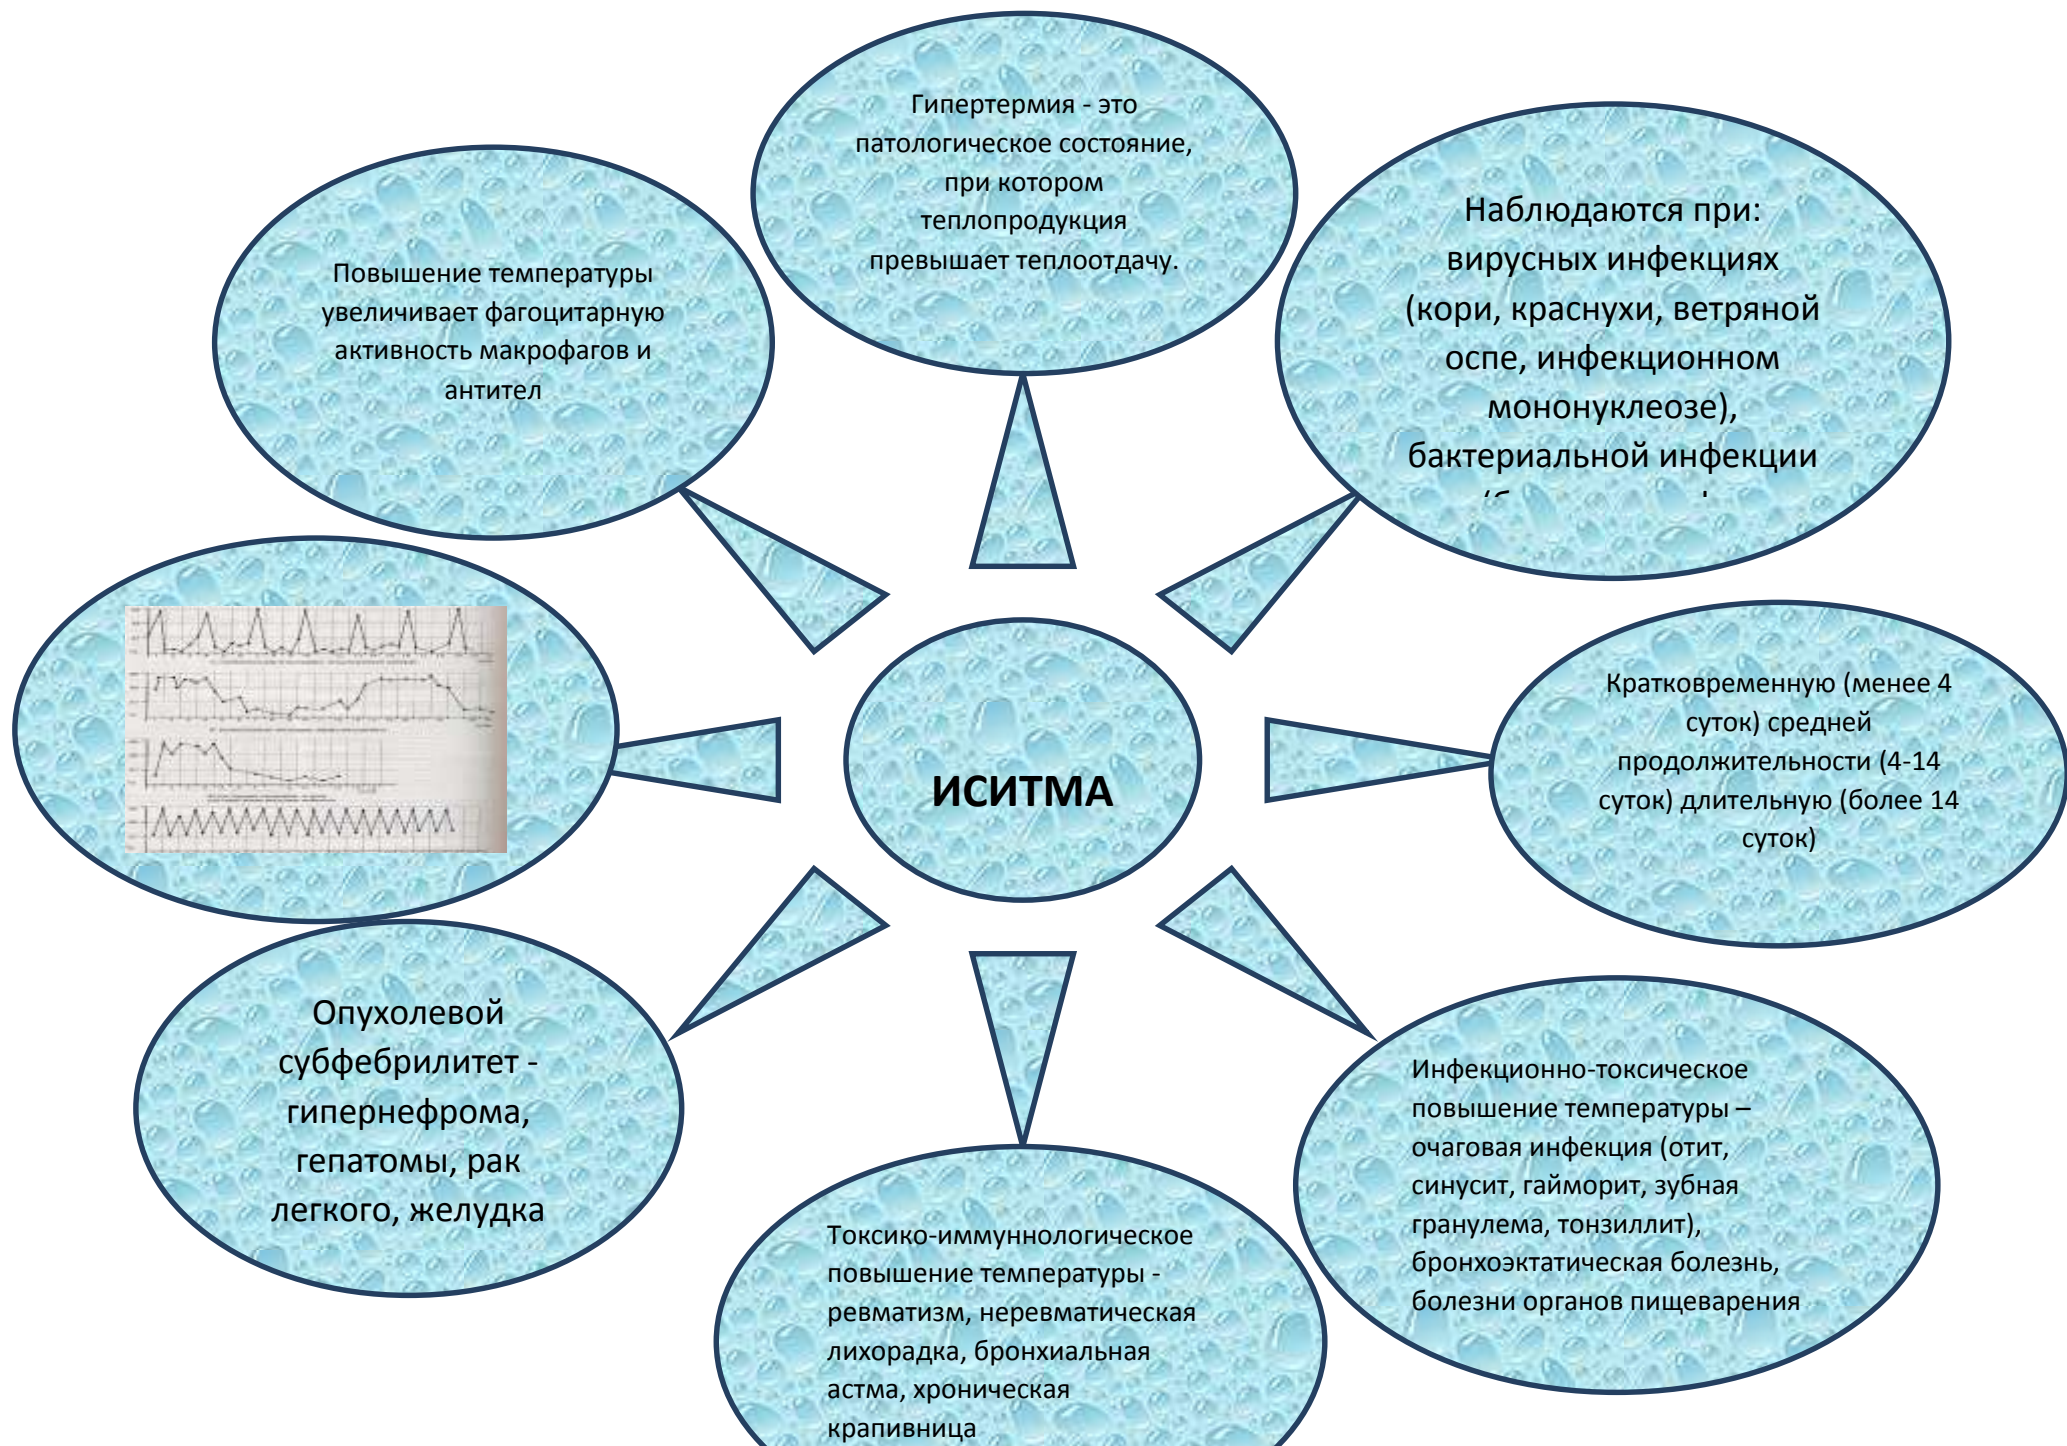 Гипертермия - это
патологическое состояние,
при котором
теплопродукция
превышает теплоотдачу.
Наблюдаются при:
вирусных инфекциях
(кори, краснухи, ветряной
оспе, инфекционном
мононуклеозе),
бактериальной инфекции
Повышение температуры
увеличивает фагоцитарную
активность макрофагов и
антител
ИСИТМА
Кратковременную (менее 4
суток) средней
продолжительности (4-14
суток) длительную (более 14
суток)
Опухолевой
субфебрилитет -
гипернефрома,
гепатомы, рак
легкого, желудка
Инфекционно-токсическое
повышение температуры –
очаговая инфекция (отит,
синусит, гайморит, зубная
гранулема, тонзиллит),
бронхоэктатическая болезнь,
болезни органов пищеварения
Токсико-иммуннологическое
повышение температуры -
ревматизм, неревматическая
лихорадка, бронхиальная
астма, хроническая
крапивница